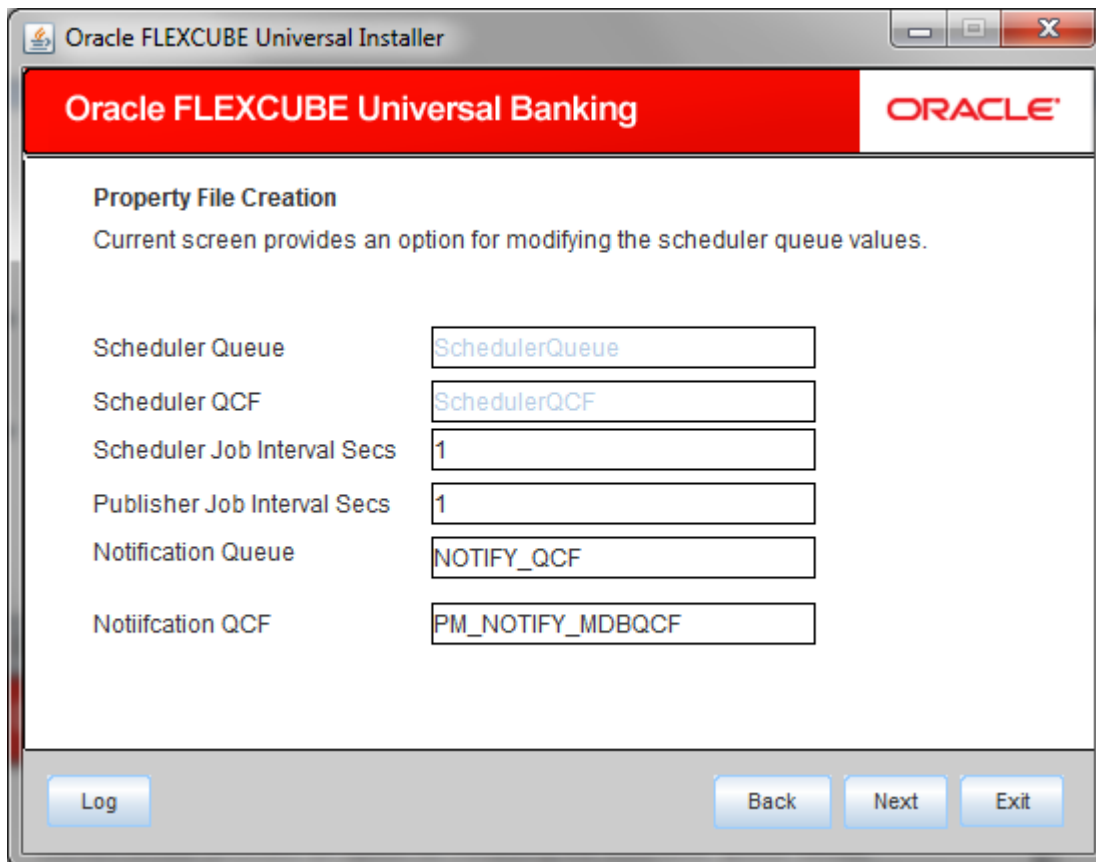 Oracle FLEXCUBE Universal Installer
Oracle FLEXCUBE Universal Banking
ORACLE
Property File Creation
Current screen provides an option for modifying the scheduler queue values.
Scheduler Queue SchedulerQueue
Scheduler QCF SchedulerQCF
Scheduler Job Interval Secs 1
Publisher Job Interval Secs 1
Notification Queue NOTIFY_QCF
Notiifcation QCF PM_NOTIFY_MDBQCF
Log Back Next Exit